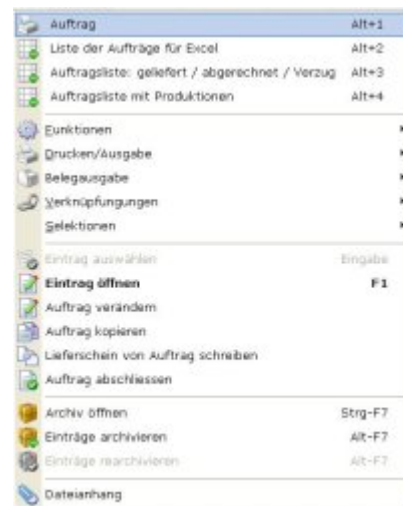 Auftrag Alt+1
Liste der Aufträge für Excel Alt+2
Auftragsliste: geliefert / abgerechnet / Verzug Alt+3
Auftragsliste mit Produktionen Alt+4
Funktionen
Drucken/Ausgabe
Belegausgabe
Verknüpfungungen
Selektionen
Eintrag auswählen Eingabe
Eintrag öffnen F1
Auftrag verändern
Auftrag kopieren
Lieferschein von Auftrag schreiben
Auftrag abschliessen
Archiv öffnen Strg-F7
Einträge archivieren Alt-F7
Einträge rearchivieren Alt-F7
Dateianhang